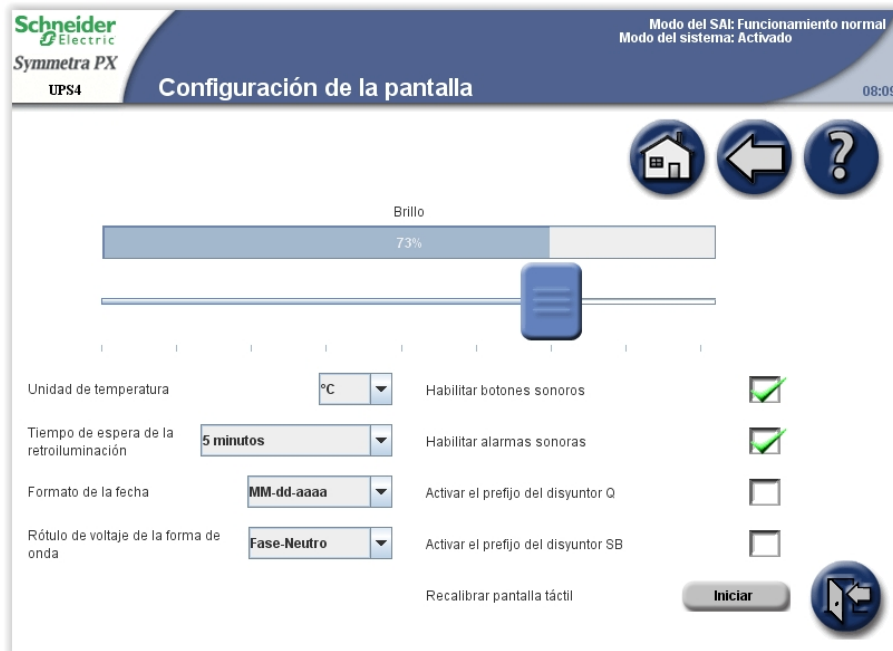 Schneider
Electric
Symmetra PX
UPS4
Configuración de la pantalla
Modo del SAI: Funcionamiento normal
Modo del sistema: Activado
08:09
Brillo
73%
Unidad de temperatura
°C
Habilitar botones sonoros
Tiempo de espera de la
retroiluminación
5 minutos
Habilitar alarmas sonoras
Formato de la fecha
MM-dd-aaaa
Activar el prefijo del disyuntor Q
Rótulo de voltaje de la forma de
onda
Fase-Neutro
Activar el prefijo del disyuntor SB
Recalibrar pantalla táctil
Iniciar